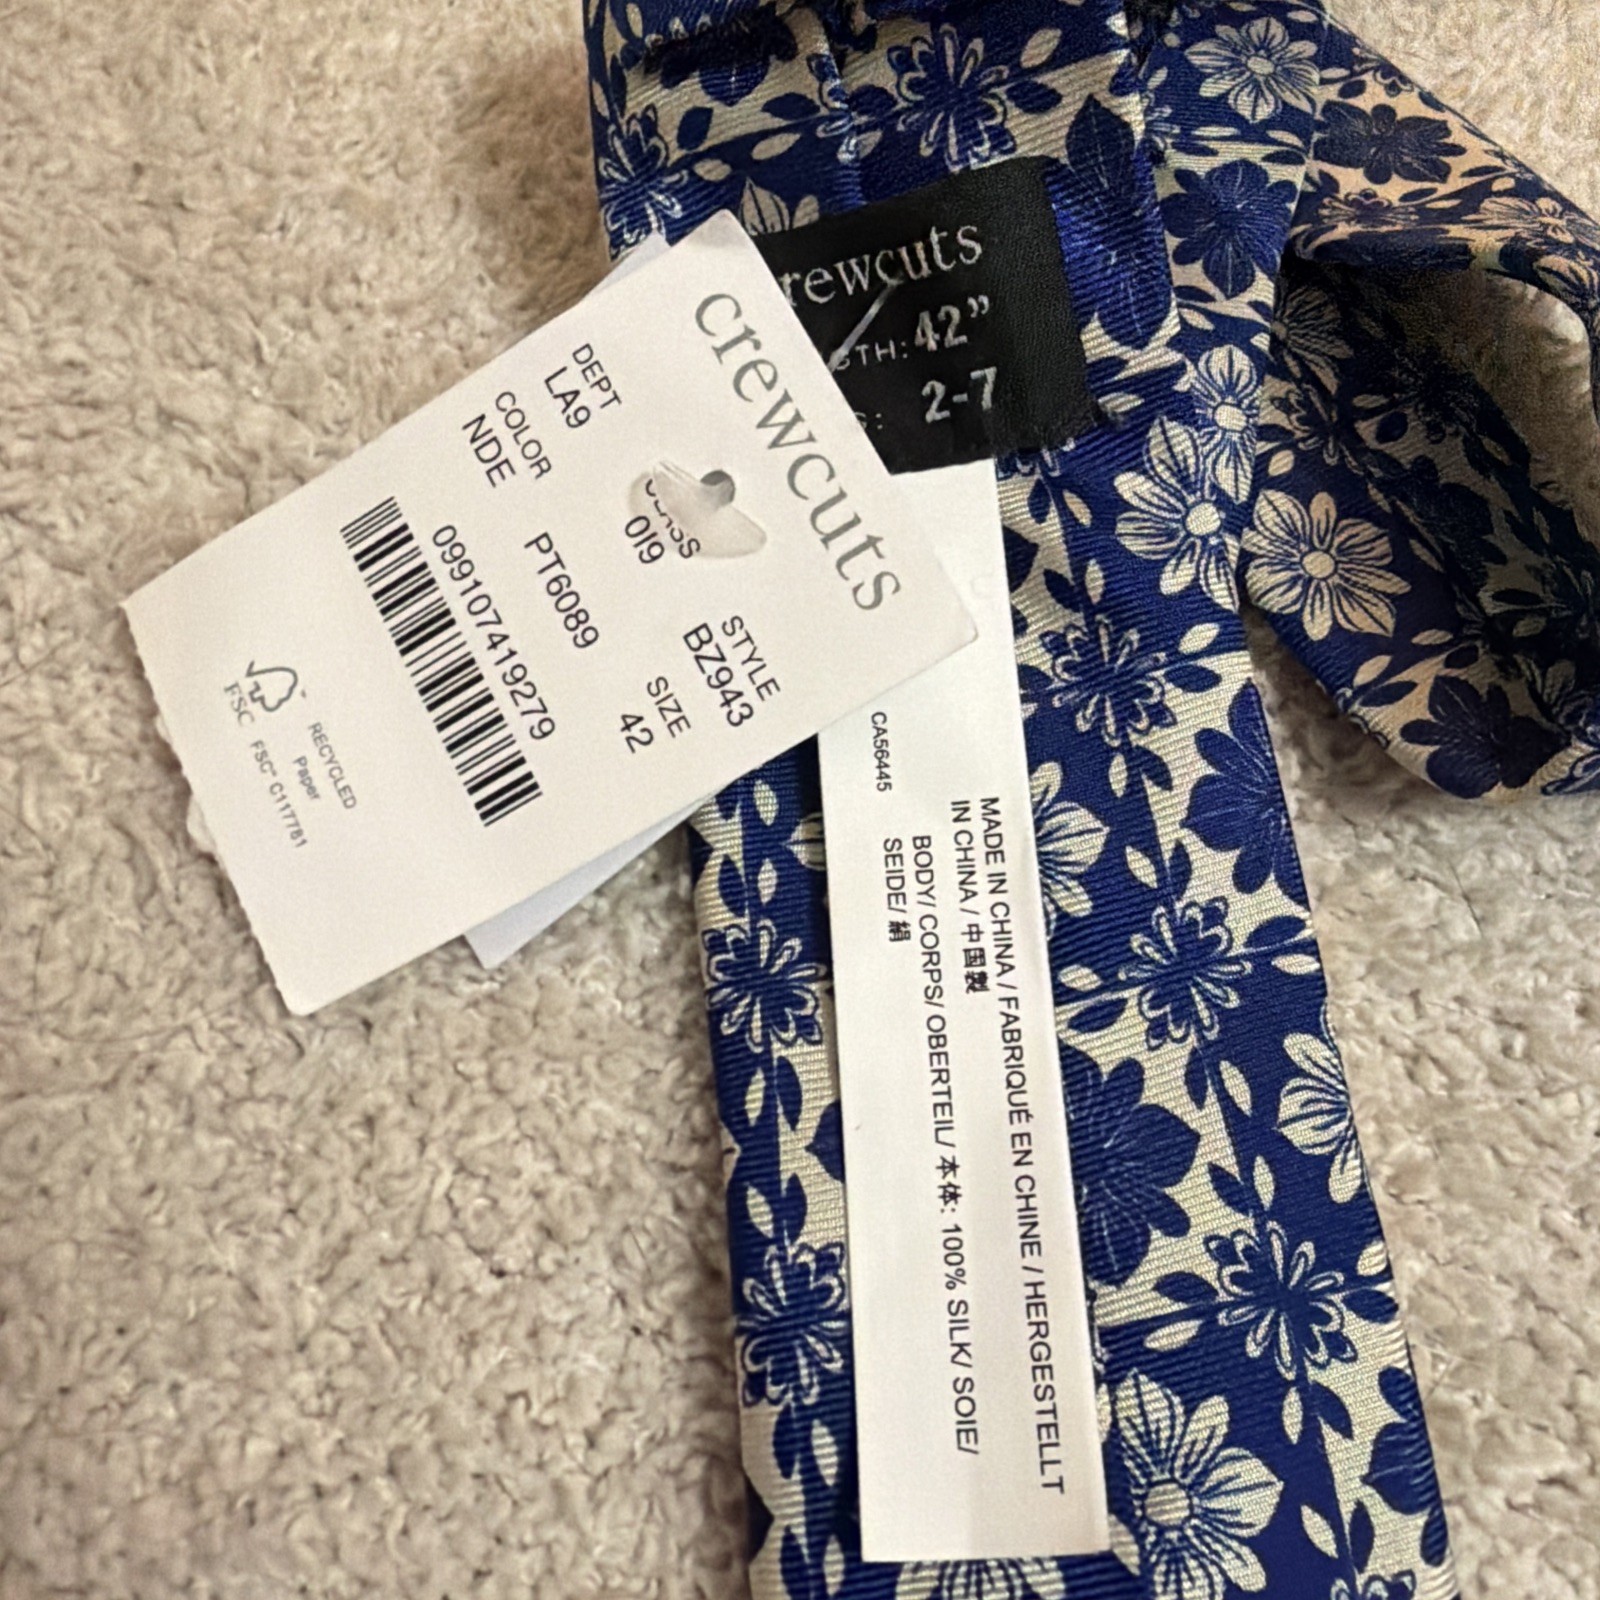 crewcuts
DEPT
LA9
CLASS
019
STYLE
BZ943
COLOR
NDE
PT6089
SIZE
42
099107419279
FSC
RECYCLED
Paper
FSC® C117781
rewcuts
42”
2-7
CA56445
MADE IN CHINA / FABRIQUÉ EN CHINE / HERGESTELLT
IN CHINA / 中国製
BODY/ CORPS/ OBERTEIL/ 本体: 100% SILK/ SOIE/
SEIDE/ 絹